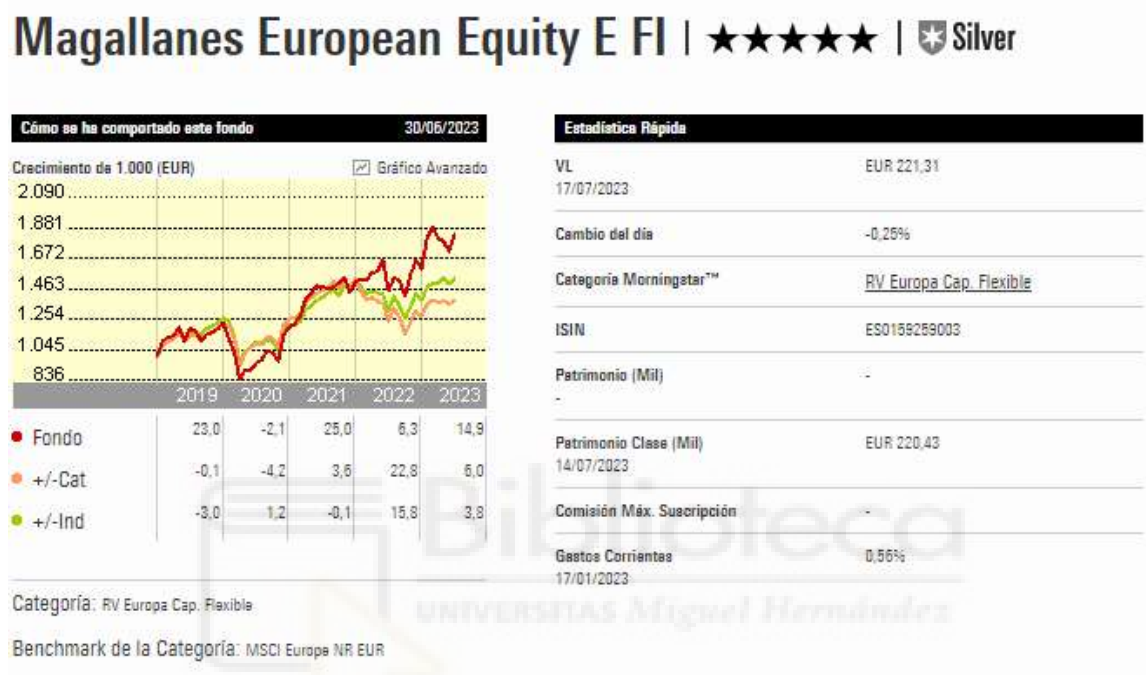 Magallanes European Equity E FI | ★★★★★ | Silver
Cómo se ha comportado este fondo 30/06/2023
Crecimiento de 1.000 (EUR) Gráfico Avanzado
2.090
1.881
1.672
1.463
1.254
1.045
836
2019 2020 2021 2022 2023
Fondo 23,0 -2,1 25,0 6,3 14,9
+/-Cat -0,1 -4,2 3,6 22,8 6,0
+/-Ind -3,0 1,2 -0,1 15,8 3,8
Categoría: RV Europa Cap. Flexible
Benchmark de la Categoría: MSCI Europe NR EUR
Estadística Rápida
VL EUR 221,31
17/07/2023
Cambio del día -0,25%
Categoría Morningstar™ RV Europa Cap. Flexible
ISIN ES0159259003
Patrimonio (Mil) -
-
Patrimonio Clase (Mil) EUR 220,43
14/07/2023
Comisión Máx. Suscripción -
Gastos Corrientes 0,56%
17/01/2023
Biblioteca
UNIVERSITAS Miguel Hernández